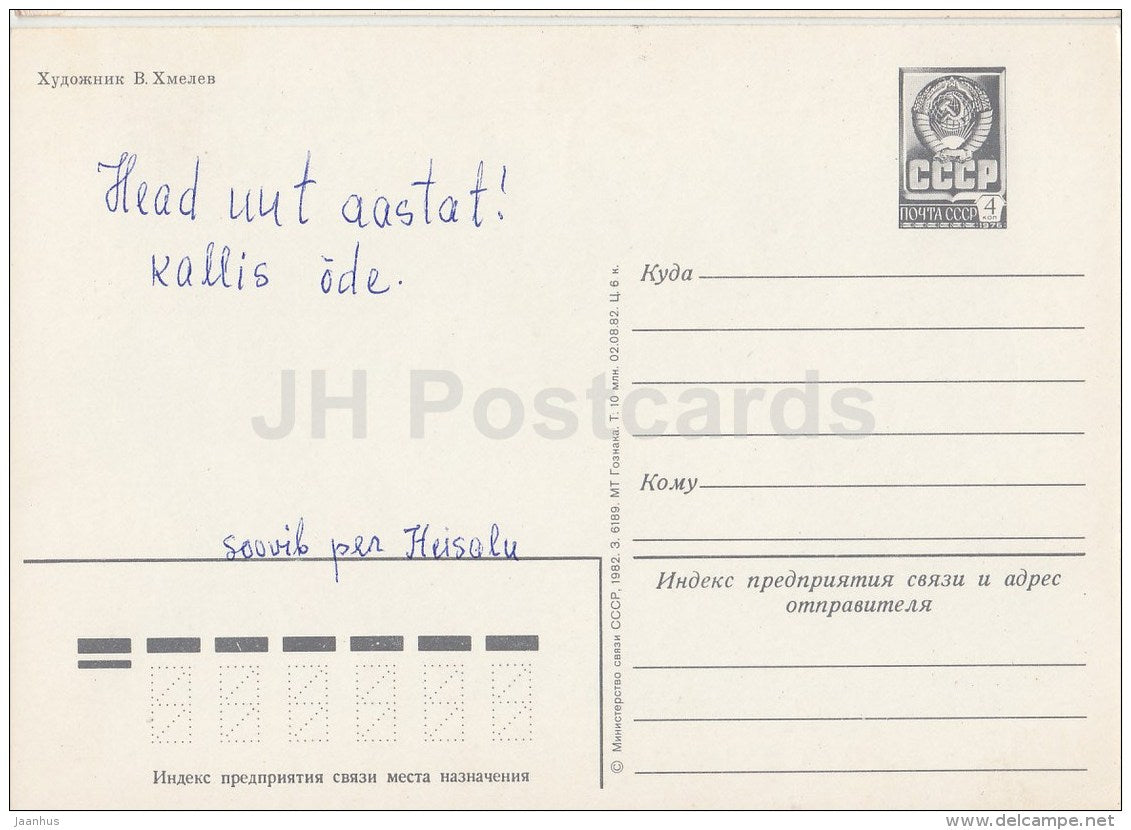 Художник В. Хмелев
СССР
ПОЧТА СССР
4
КОП
1976
Head uut aastat!
kallis õde.
soovib per Heisalu
Куда
Кому
Индекс предприятия связи и адрес
отправителя
Индекс предприятия связи места назначения
© Министерство связи СССР, 1982. З. 6189. МТ Гознака. Т. 10 млн. 02.08.82. Ц. 6 к.
JH Postcards
Jaanhus
delcampe.net